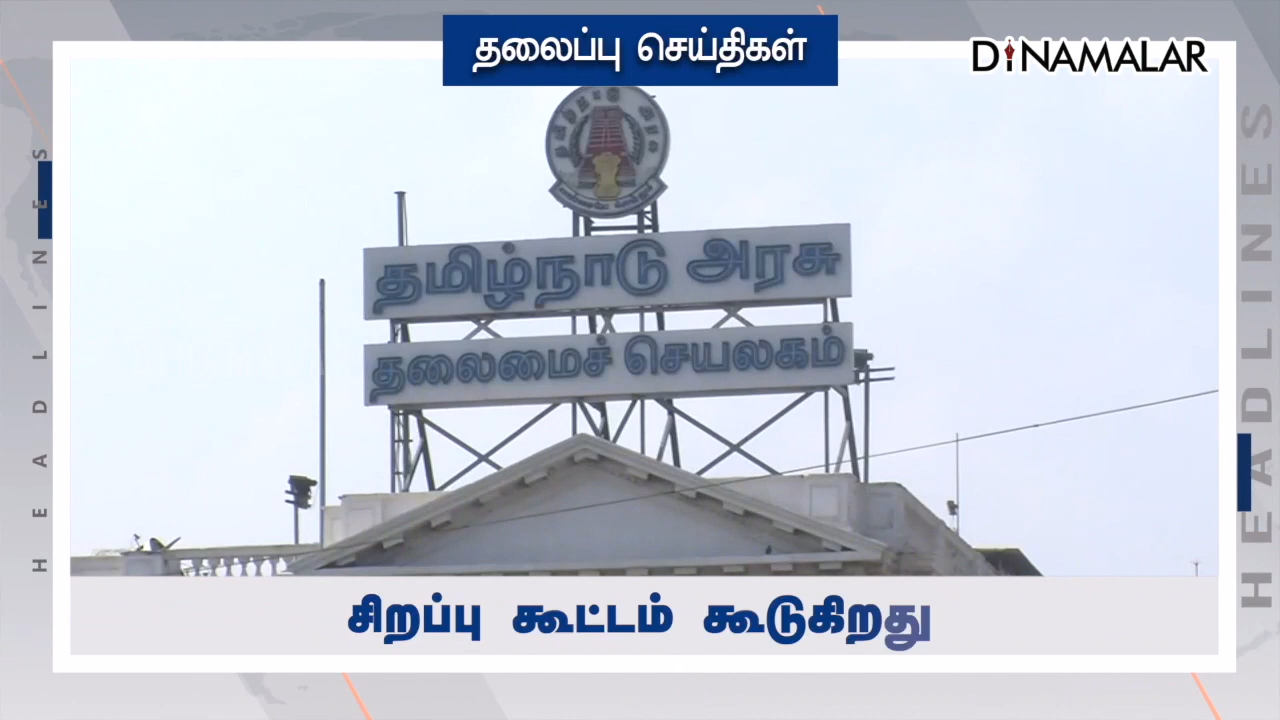 தலைப்பு செய்திகள்
DINAMALAR
தமிழ்நாடு அரசு
தலைமைச் செயலகம்
சிறப்பு கூட்டம் கூடுகிறது
HEADLINES
HEADLINES